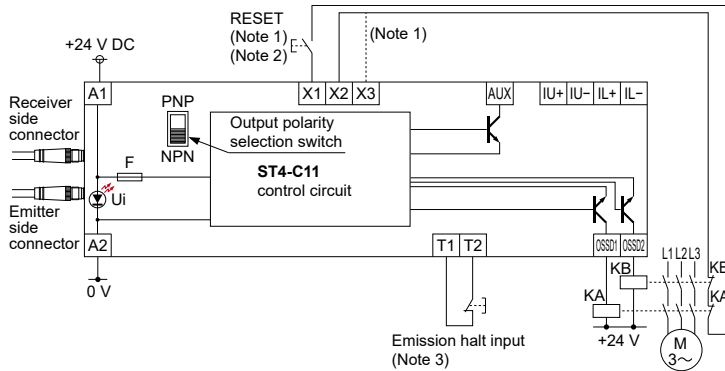 RESET
(Note 1)
(Note 2)
(Note 1)
+24 V DC
A1
X1
X2
X3
AUX
IU+
IU−
IL+
IL−
Receiver
side
connector
PNP
NPN
Output polarity
selection switch
ST4-C11
control circuit
F
Ui
Emitter
side
connector
A2
T1
T2
OSSD1
OSSD2
0 V
Emission halt input
(Note 3)
KB
KA
+24 V
L1
L2
L3
KB
KA
M
3～